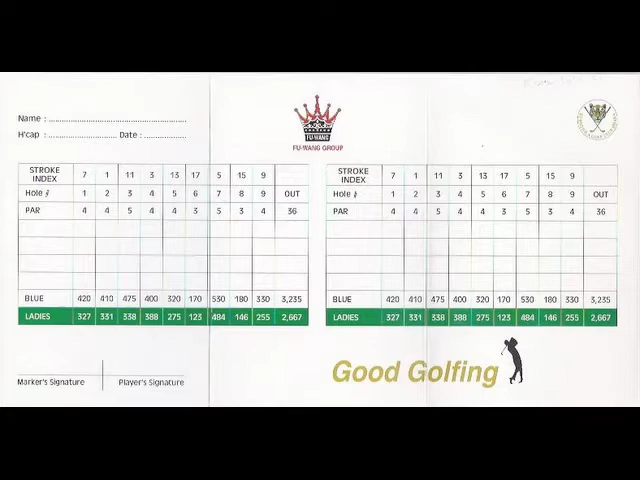 Name :
H'cap : Date :
FU-WANG
FU-WANG GROUP
STROKE INDEX 7 1 11 3 13 17 5 15 9
Hole 1 2 3 4 5 6 7 8 9 OUT
PAR 4 4 5 4 4 3 5 3 4 36
BLUE 420 410 475 400 320 170 530 180 330 3,235
LADIES 327 331 338 388 275 123 484 146 255 2,667
STROKE INDEX 7 1 11 3 13 17 5 15 9
Hole 1 2 3 4 5 6 7 8 9 OUT
PAR 4 4 5 4 4 3 5 3 4 36
BLUE 420 410 475 400 320 170 530 180 330 3,235
LADIES 327 331 338 388 275 123 484 146 255 2,667
Marker's Signature Player's Signature
Good Golfing